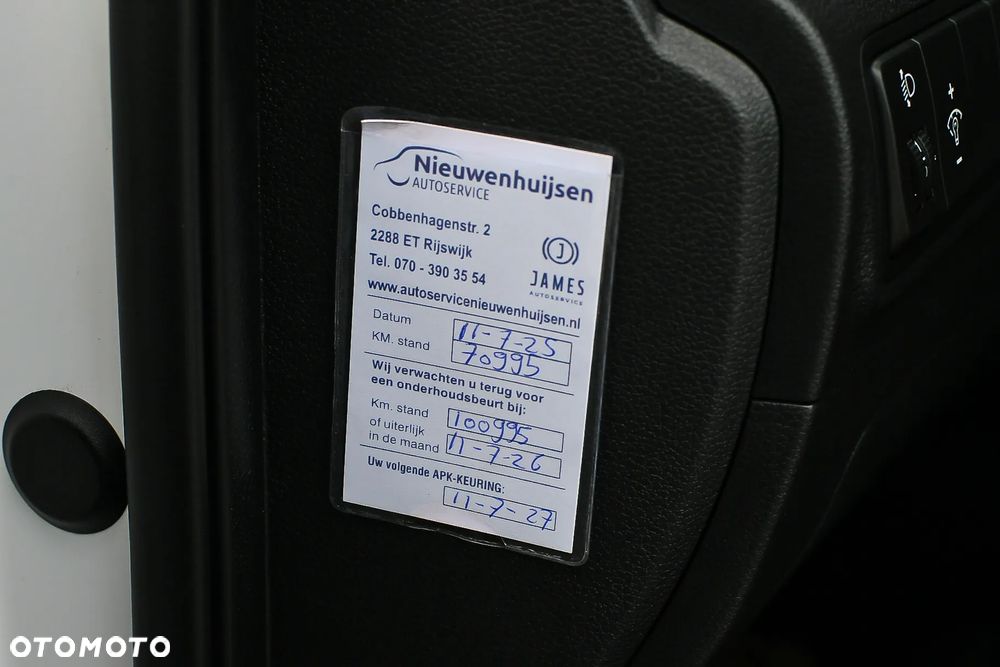 Nieuwenhuijsen
AUTOSERVICE
Cobbenhagenstr. 2
2288 ET Rijswijk
Tel. 070 - 390 35 54
J
JAMES
AUTOSERVICE
www.autoservicenieuwenhuijsen.nl
Datum 11-7-25
KM. stand 70995
Wij verwachten u terug voor
een onderhoudsbeurt bij:
Km. stand 100995
of uiterlijk
in de maand 11-7-26
Uw volgende APK-KEURING:
11-7-27
+
-
OTOMOTO